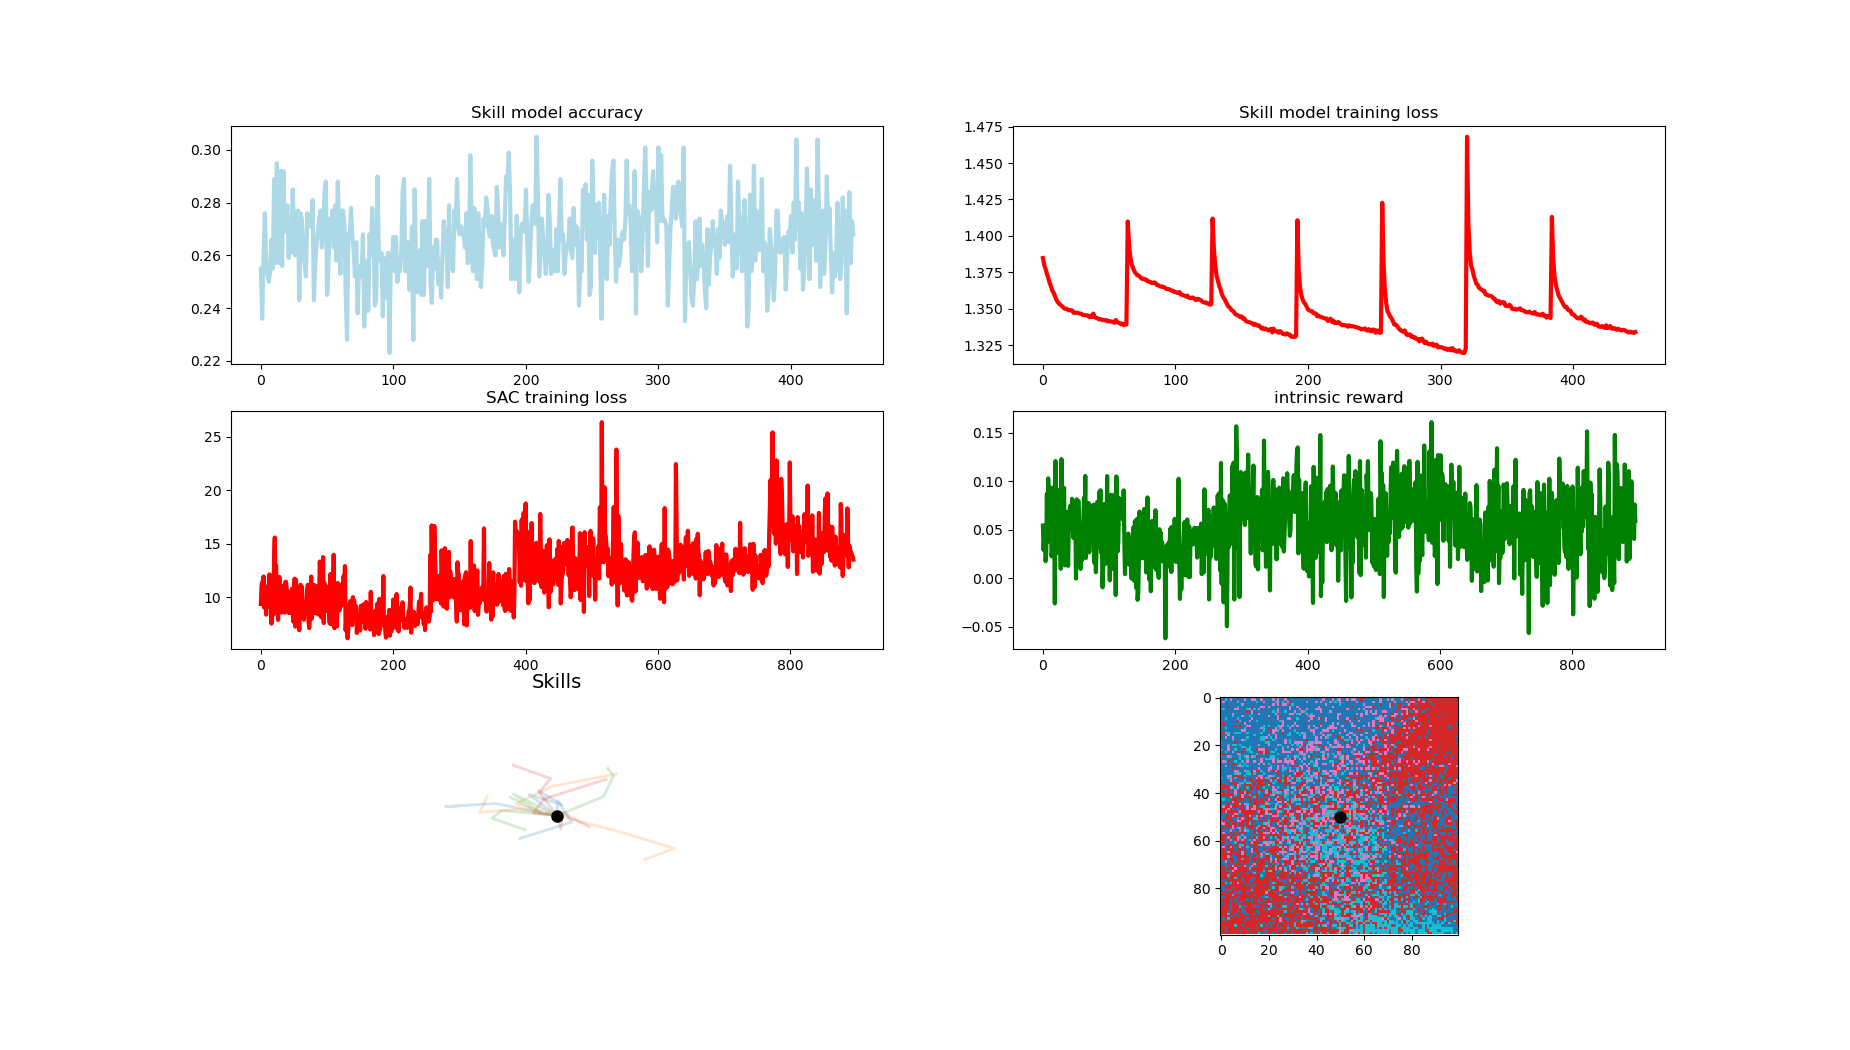 Skill model accuracy
0.30
0.28
0.26
0.24
0.22
0 100 200 300 400
Skill model training loss
1.475
1.450
1.425
1.400
1.375
1.350
1.325
0 100 200 300 400
SAC training loss
25
20
15
10
0 200 400 600 800
intrinsic reward
0.15
0.10
0.05
0.00
−0.05
0 200 400 600 800
Skills
0
20
40
60
80
0 20 40 60 80